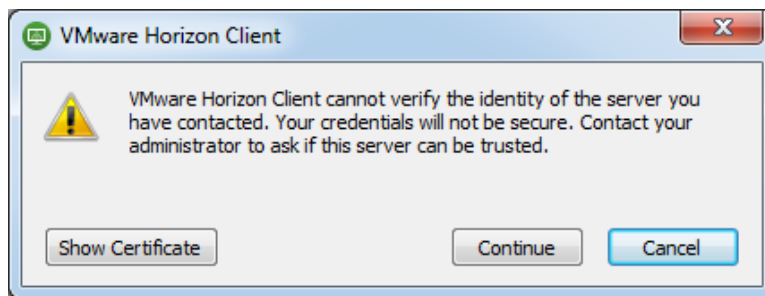 VMware Horizon Client
VMware Horizon Client cannot verify the identity of the server you
have contacted. Your credentials will not be secure. Contact your
administrator to ask if this server can be trusted.
Show Certificate
Continue
Cancel